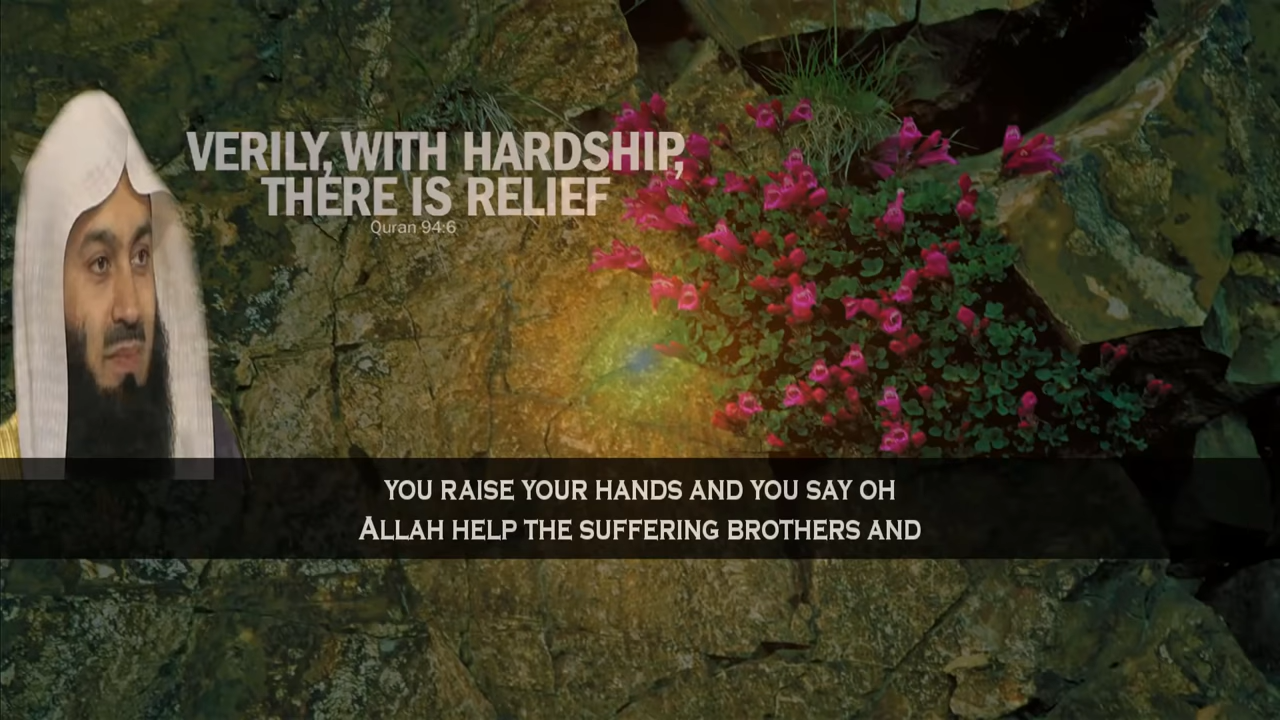 VERILY, WITH HARDSHIP,
THERE IS RELIEF
Quran 94:6
YOU RAISE YOUR HANDS AND YOU SAY OH
ALLAH HELP THE SUFFERING BROTHERS AND